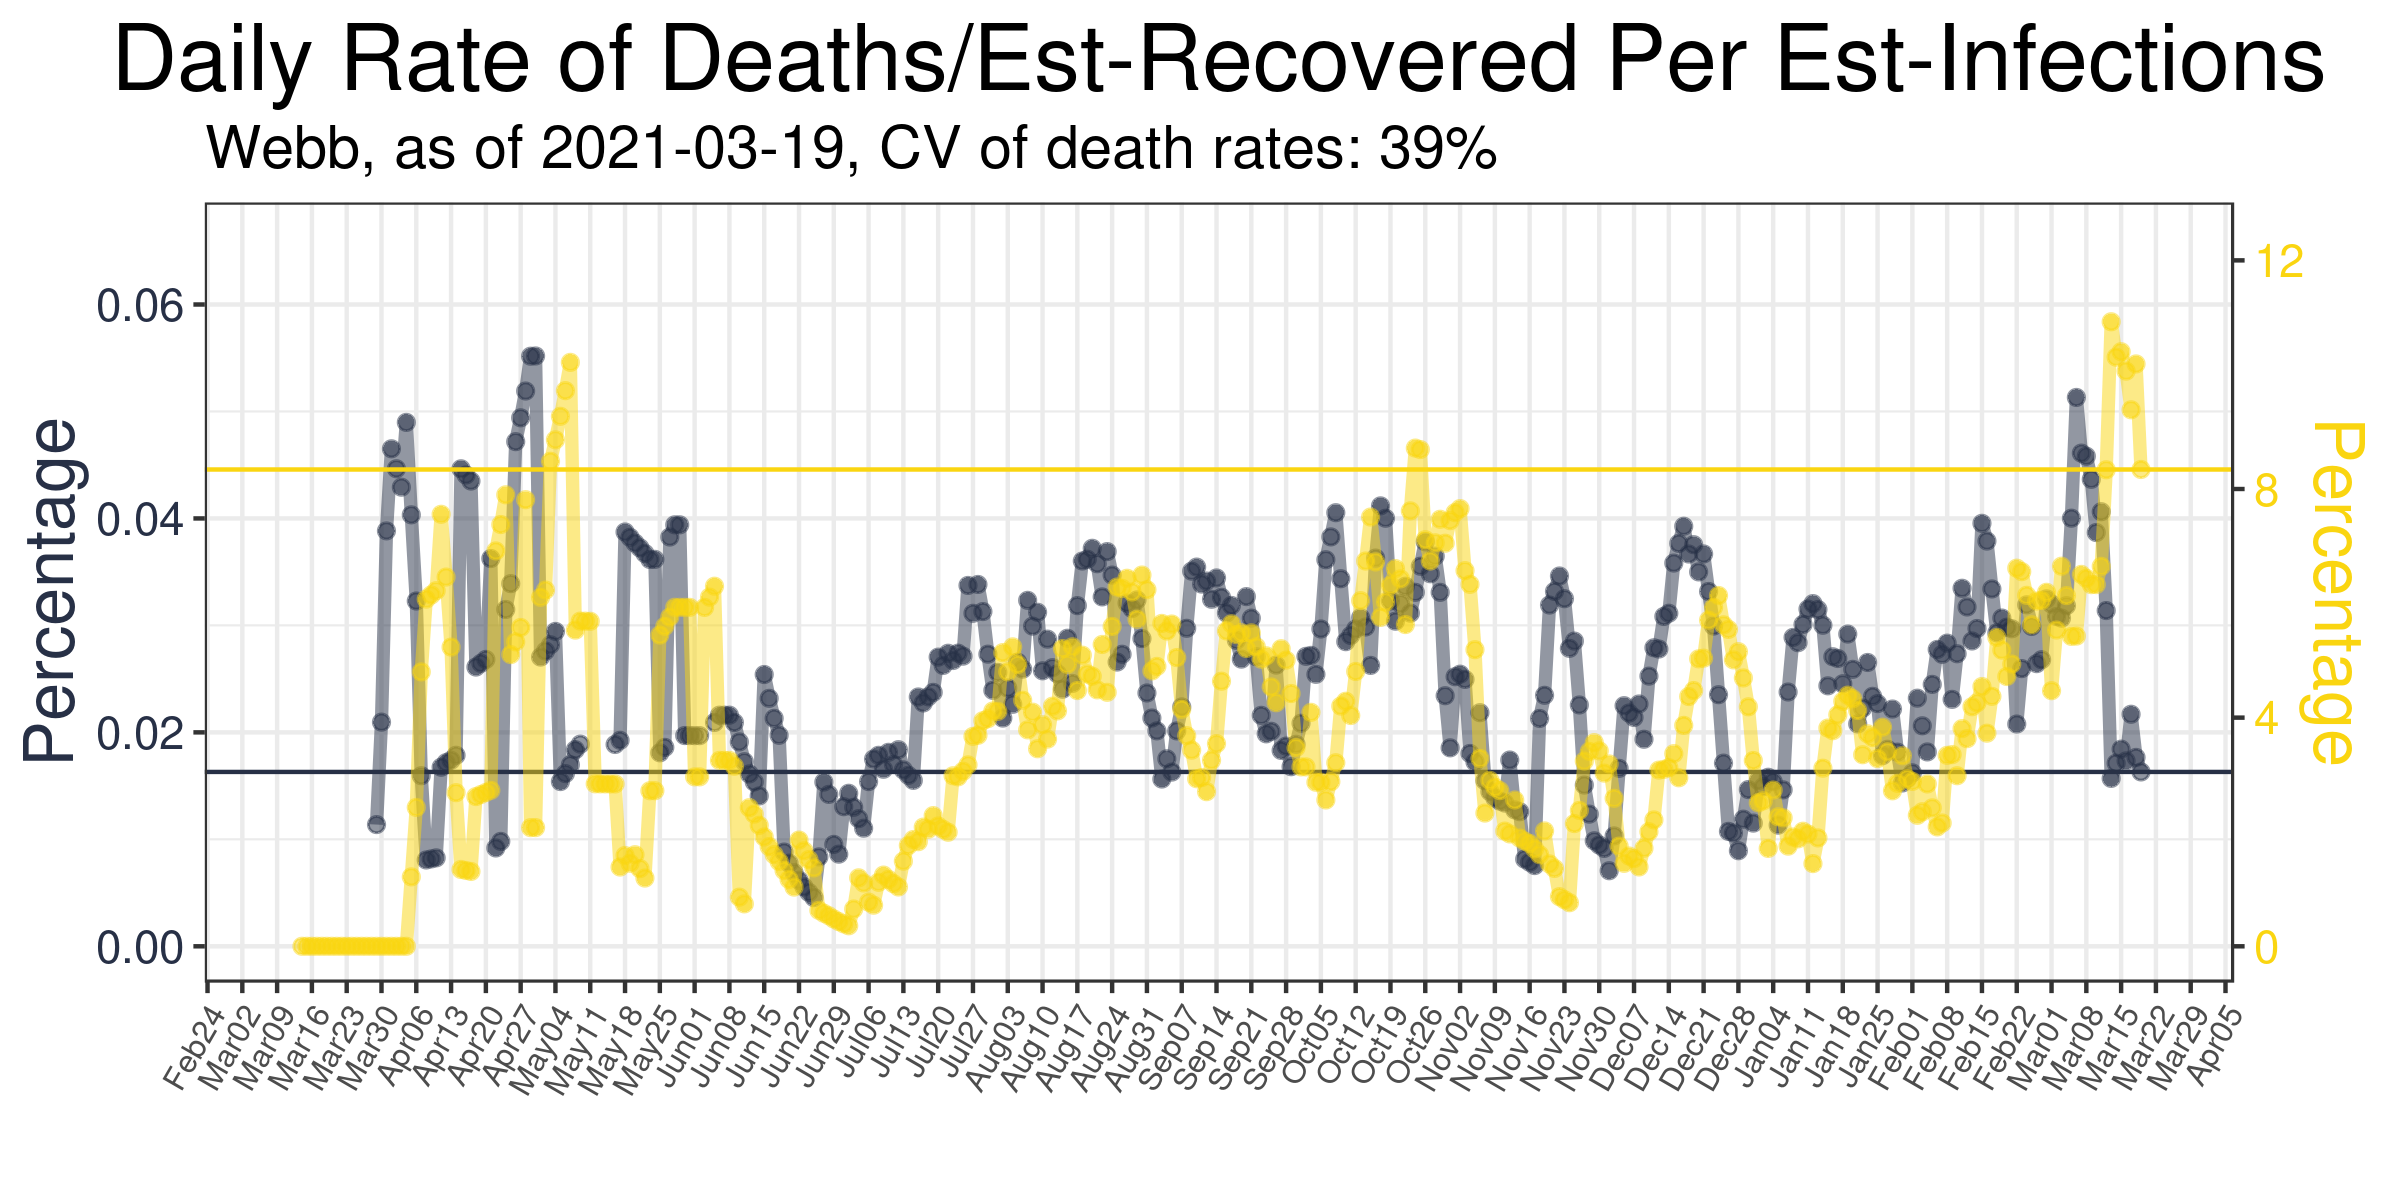 Daily Rate of Deaths/Est-Recovered Per Est-Infections
Webb, as of 2021-03-19, CV of death rates: 39%
Percentage
0.06
0.04
0.02
0.00
12
8
4
0
Percentage
Feb24 Mar02 Mar09 Mar16 Mar23 Mar30 Apr06 Apr13 Apr20 Apr27 May04 May11 May18 May25 Jun01 Jun08 Jun15 Jun22 Jun29 Jul06 Jul13 Jul20 Jul27 Aug03 Aug10 Aug17 Aug24 Aug31 Sep07 Sep14 Sep21 Sep28 Oct05 Oct12 Oct19 Oct26 Nov02 Nov09 Nov16 Nov23 Nov30 Dec07 Dec14 Dec21 Dec28 Jan04 Jan11 Jan18 Jan25 Feb01 Feb08 Feb15 Feb22 Mar01 Mar08 Mar15 Mar22 Mar29 Apr05